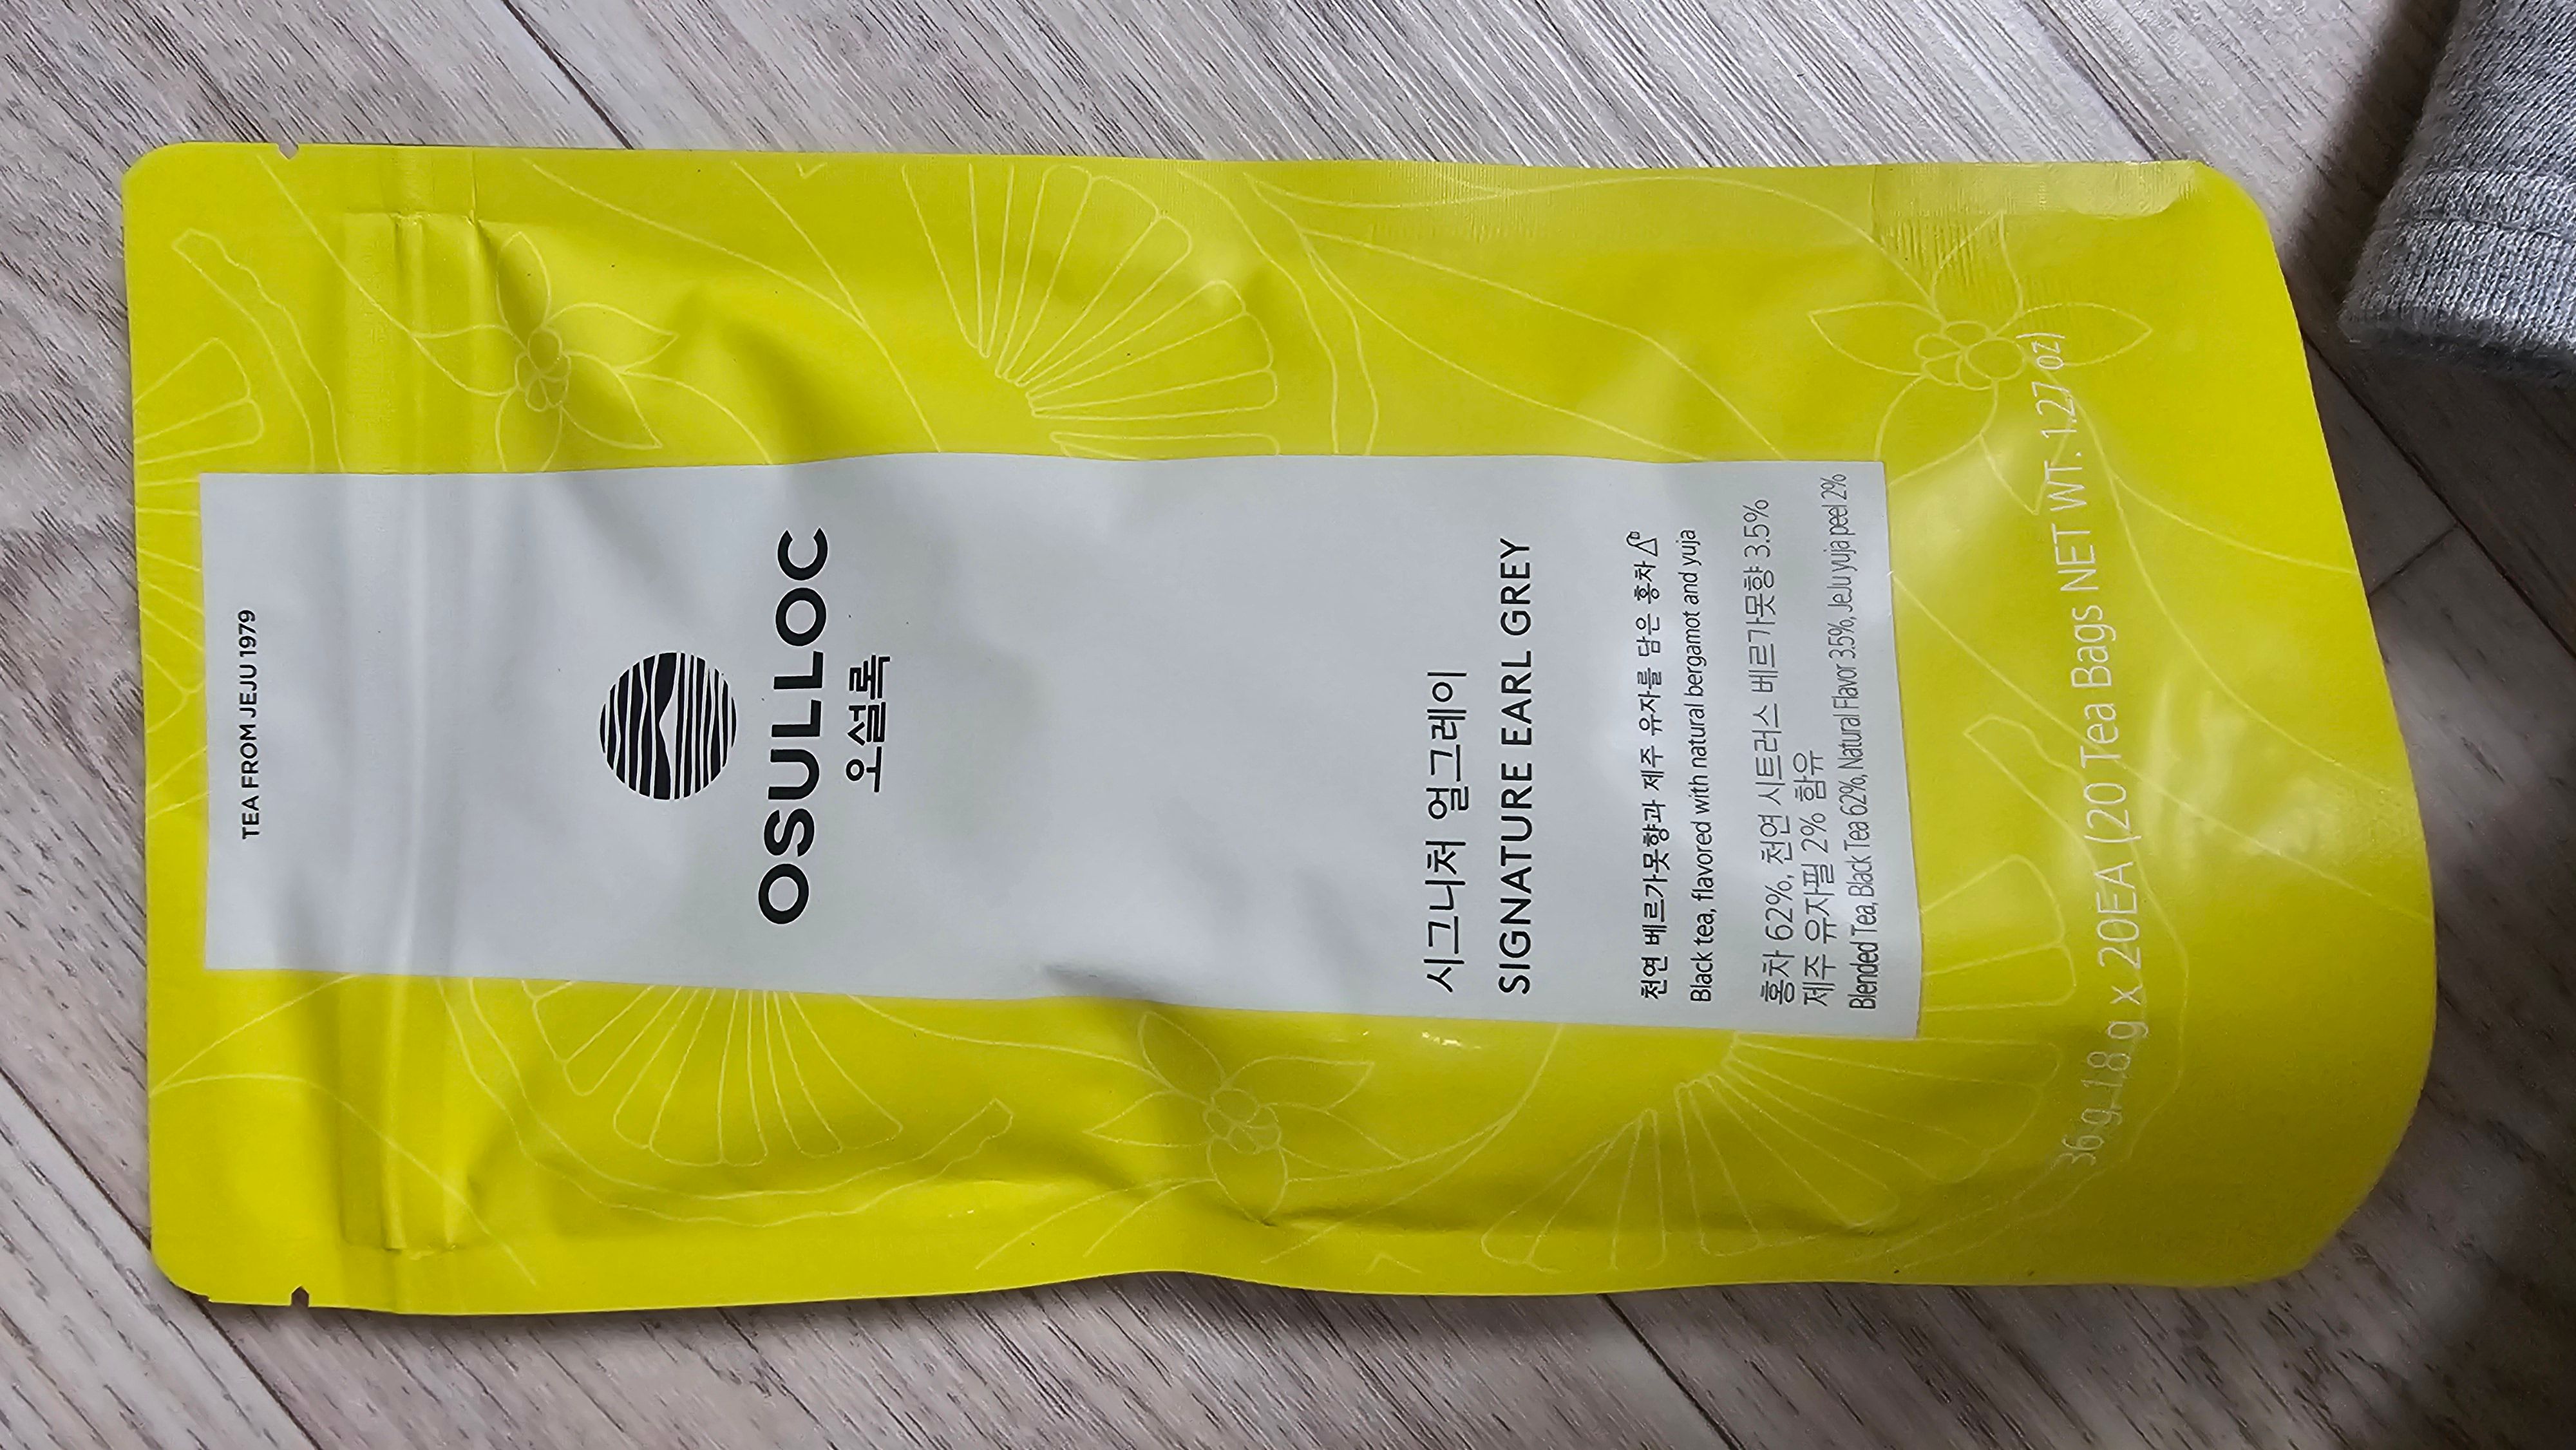 TEA FROM JEJU 1979
OSULLOC
오설록
시그니처 얼그레이
SIGNATURE EARL GREY
천연 베르가못향과 제주 유자를 담은 홍차
Black tea, flavored with natural bergamot and yuja
홍차 62%, 천연 시트러스 베르가못향 3.5%
제주 유자필 2% 함유
Blended Tea, Black Tea 62%, Natural Flavor 3.5%, JeJu yuja peel 2%
36 g 1.8 g x 20EA (20 Tea Bags NET WT. 1.27 oz)